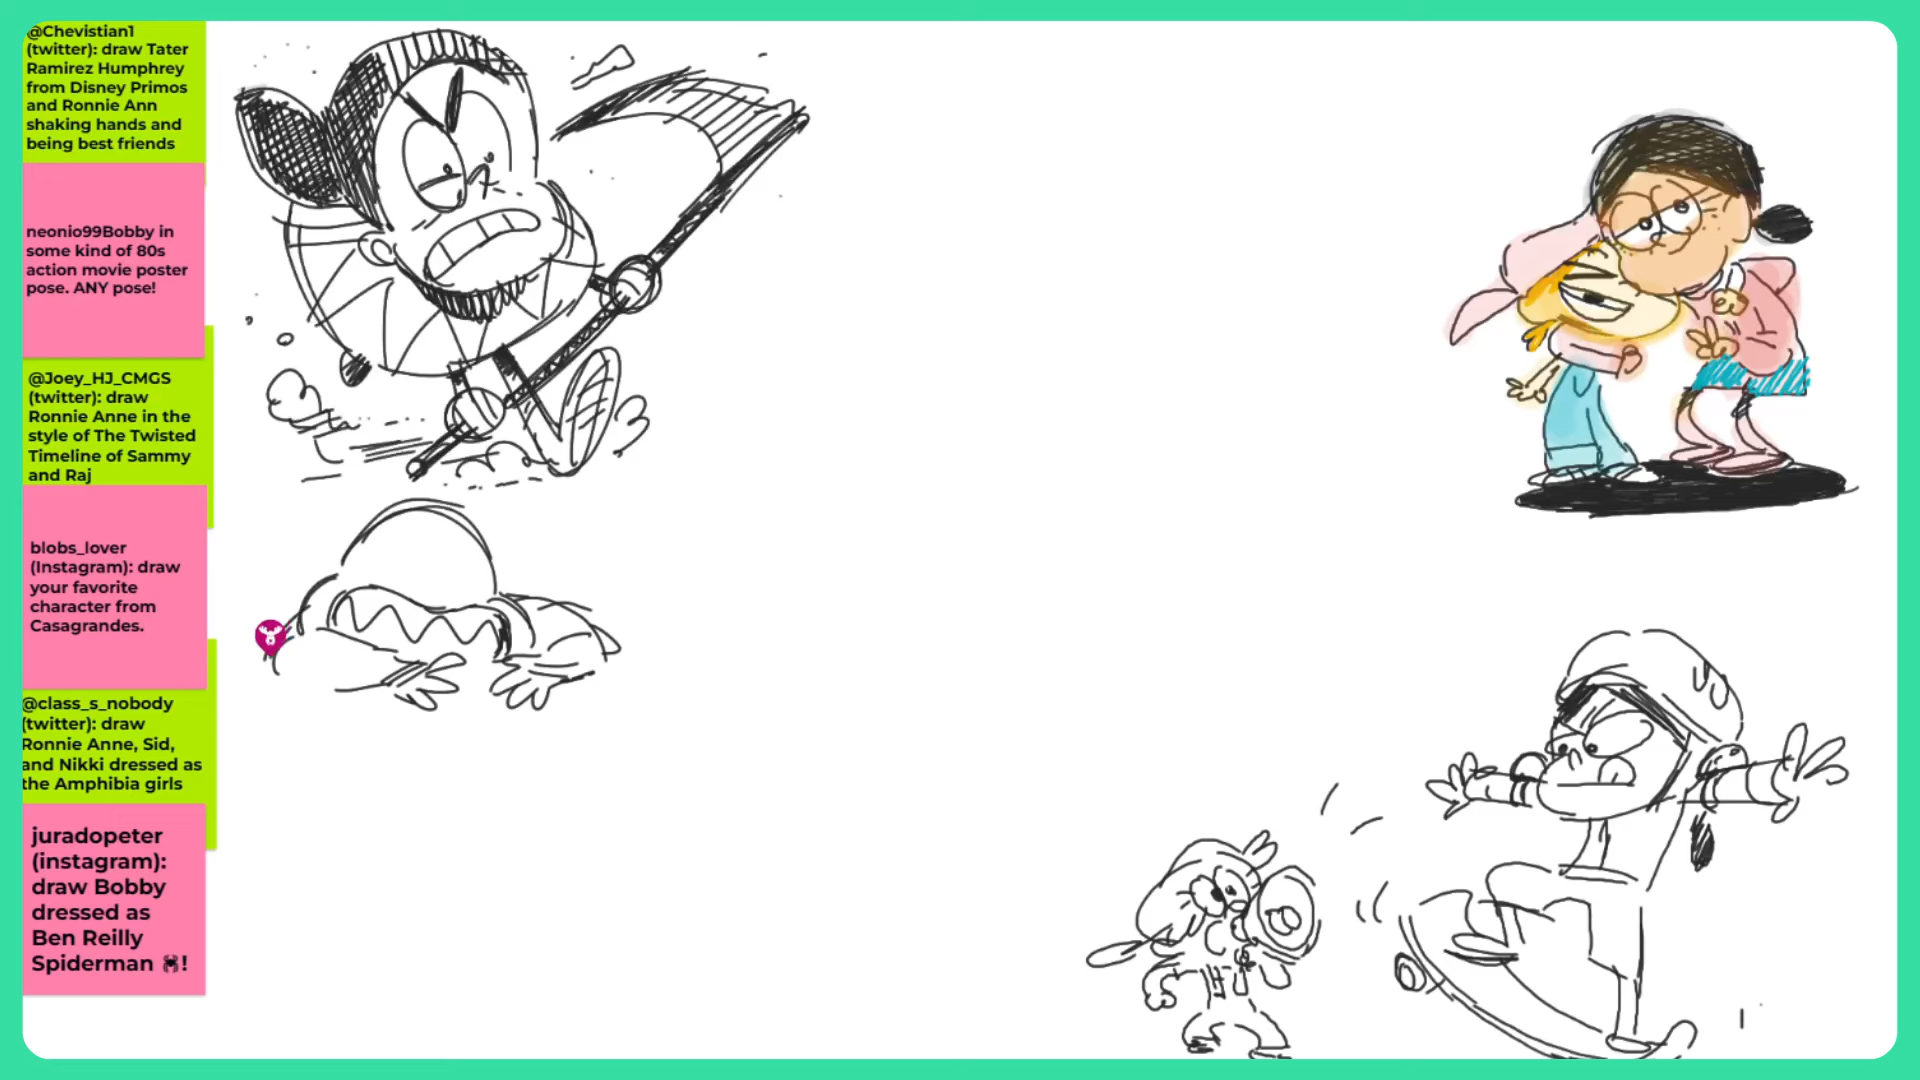 @Chevistian1
(twitter): draw Tater
Ramirez Humphrey
from Disney Primos
and Ronnie Ann
shaking hands and
being best friends
neonio99Bobby in
some kind of 80s
action movie poster
pose. ANY pose!
@Joey_HJ_CMGS
(twitter): draw
Ronnie Anne in the
style of The Twisted
Timeline of Sammy
and Raj
blobs_lover
(Instagram): draw
your favorite
character from
Casagrandes.
@class_s_nobody
(twitter): draw
Ronnie Anne, Sid,
and Nikki dressed as
the Amphibia girls
juradopeter
(instagram):
draw Bobby
dressed as
Ben Reilly
Spiderman 🕷!